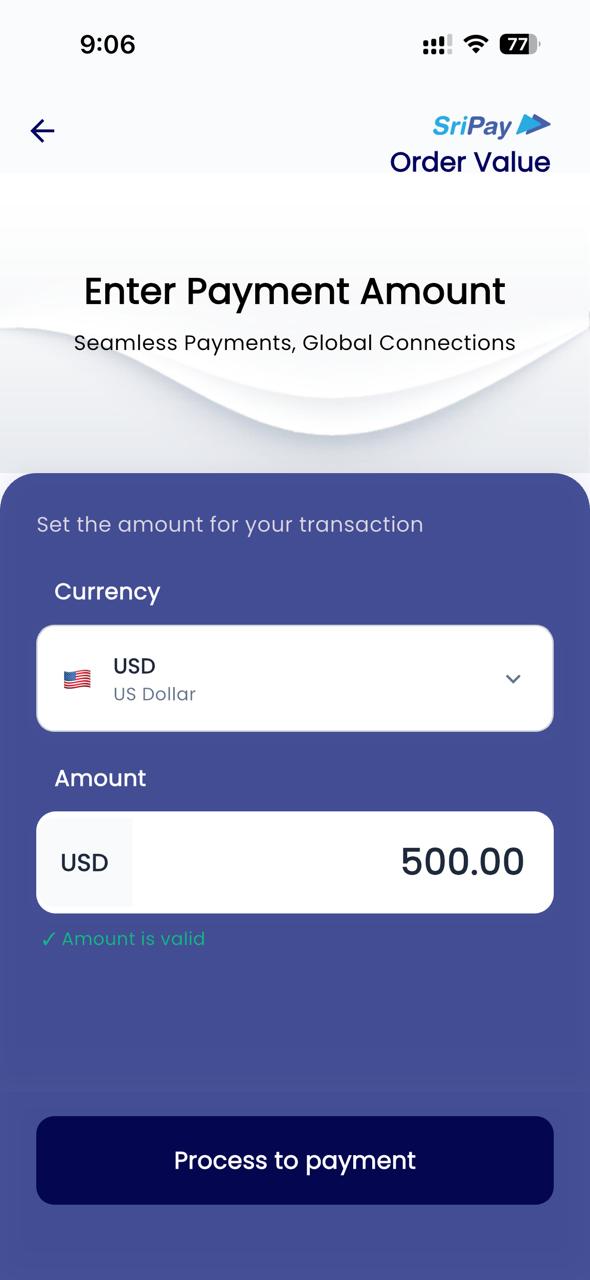 9:06
77
SriPay
Order Value
Enter Payment Amount
Seamless Payments, Global Connections
Set the amount for your transaction
Currency
USD
US Dollar
Amount
USD
500.00
✓ Amount is valid
Process to payment